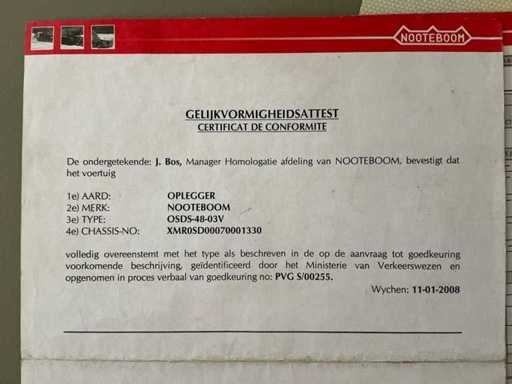 NOOTEBOOM
GELIJKVORMIGHEIDSATTEST
CERTIFICAT DE CONFORMITE
De ondergetekende: J. Bos, Manager Homologatie afdeling van NOOTEBOOM, bevestigt dat
het voertuig
1e) AARD: OPLEGGER
2e) MERK: NOOTEBOOM
3e) TYPE: OSDS-48-03V
4e) CHASSIS-NO: XMR0SD00070001330
volledig overeenstemt met het type als beschreven in de op de aanvraag tot goedkeuring
voorkomende beschrijving, geïdentificeerd door het Ministerie van Verkeerswezen en
opgenomen in proces verbaal van goedkeuring no: PVG S/00255.
Wychen: 11-01-2008